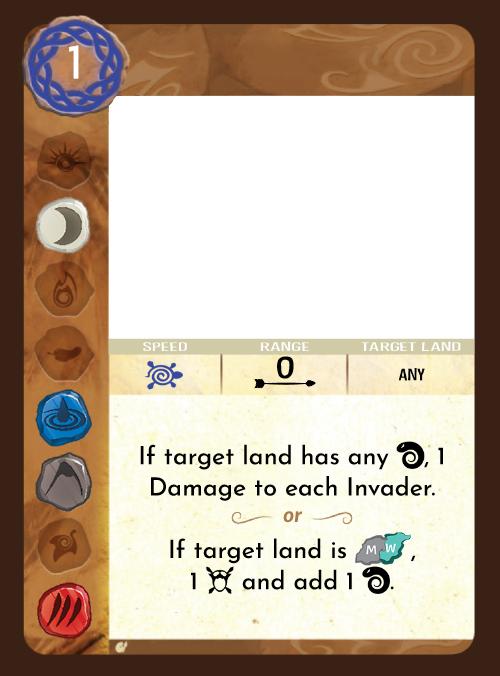 1
SPEED RANGE TARGET LAND
0 ANY
If target land has any , 1
Damage to each Invader.
or
If target land is M W ,
1 and add 1 .